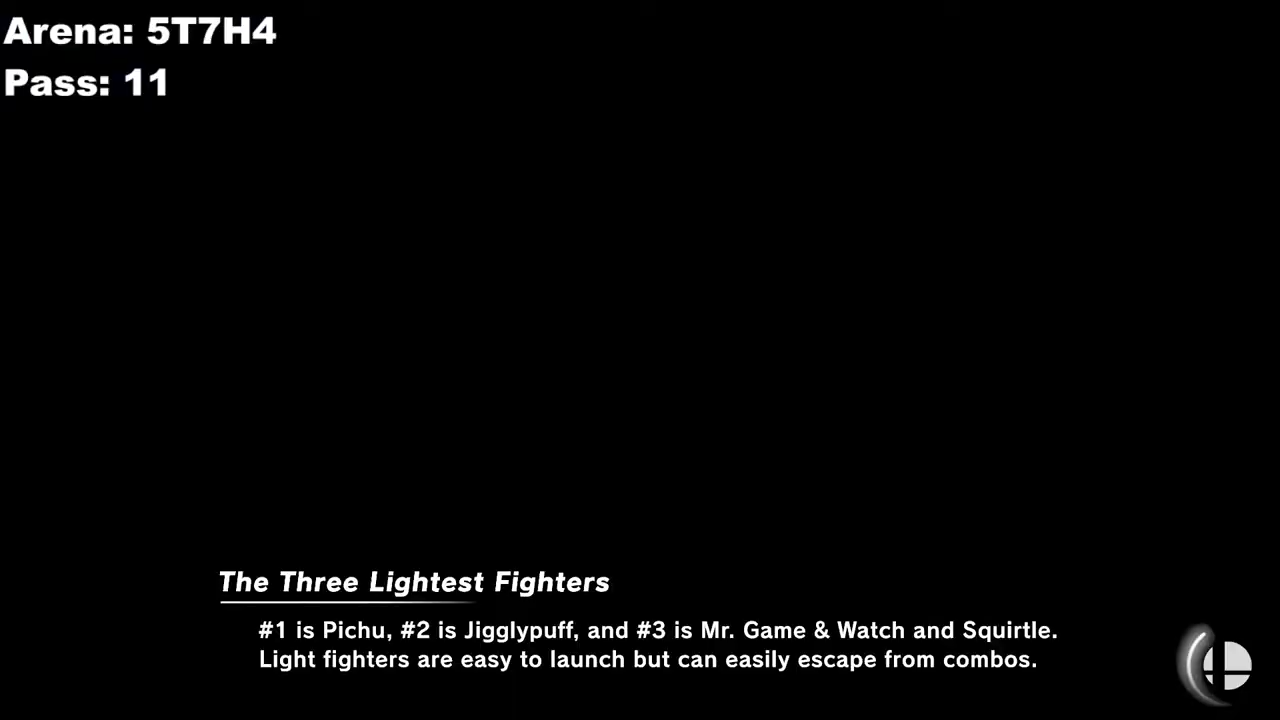 Arena: 5T7H4
Pass: 11
The Three Lightest Fighters
#1 is Pichu, #2 is Jigglypuff, and #3 is Mr. Game & Watch and Squirtle.
Light fighters are easy to launch but can easily escape from combos.